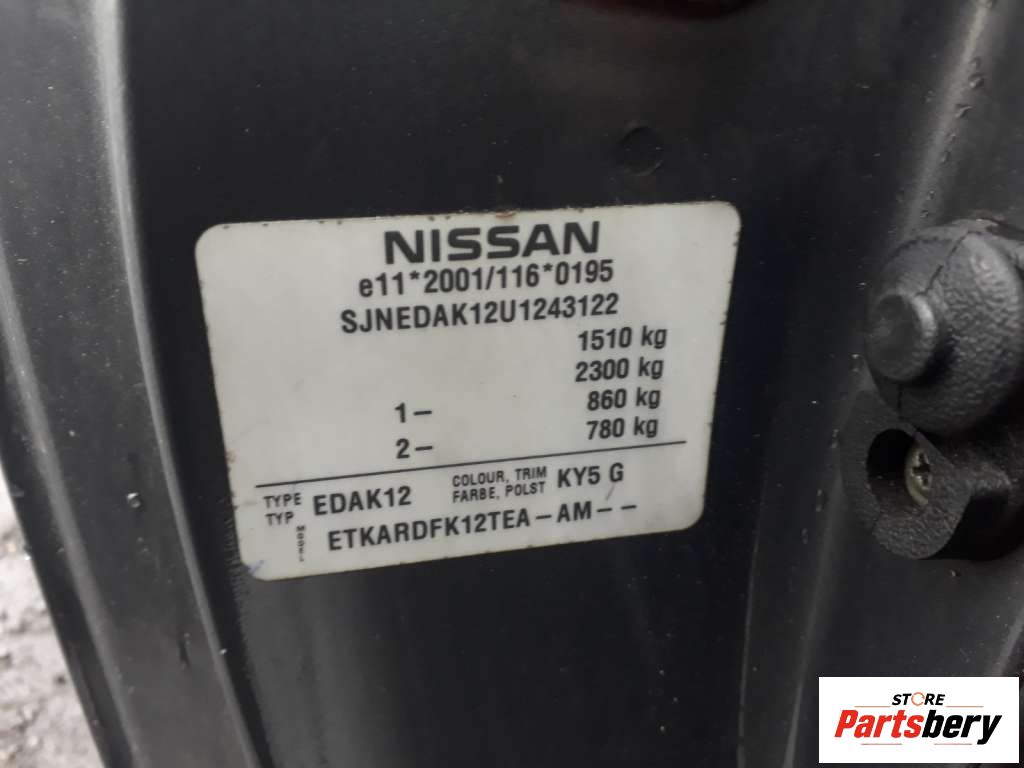 NISSAN
e11*2001/116*0195
SJNEDAK12U1243122
1510 kg
2300 kg
1– 860 kg
2– 780 kg
TYPE
TYP
EDAK12
COLOUR, TRIM
FARBE, POLST
KY5 G
MODEL
ETKARDFK12TEA–AM––
STORE
Partsbery